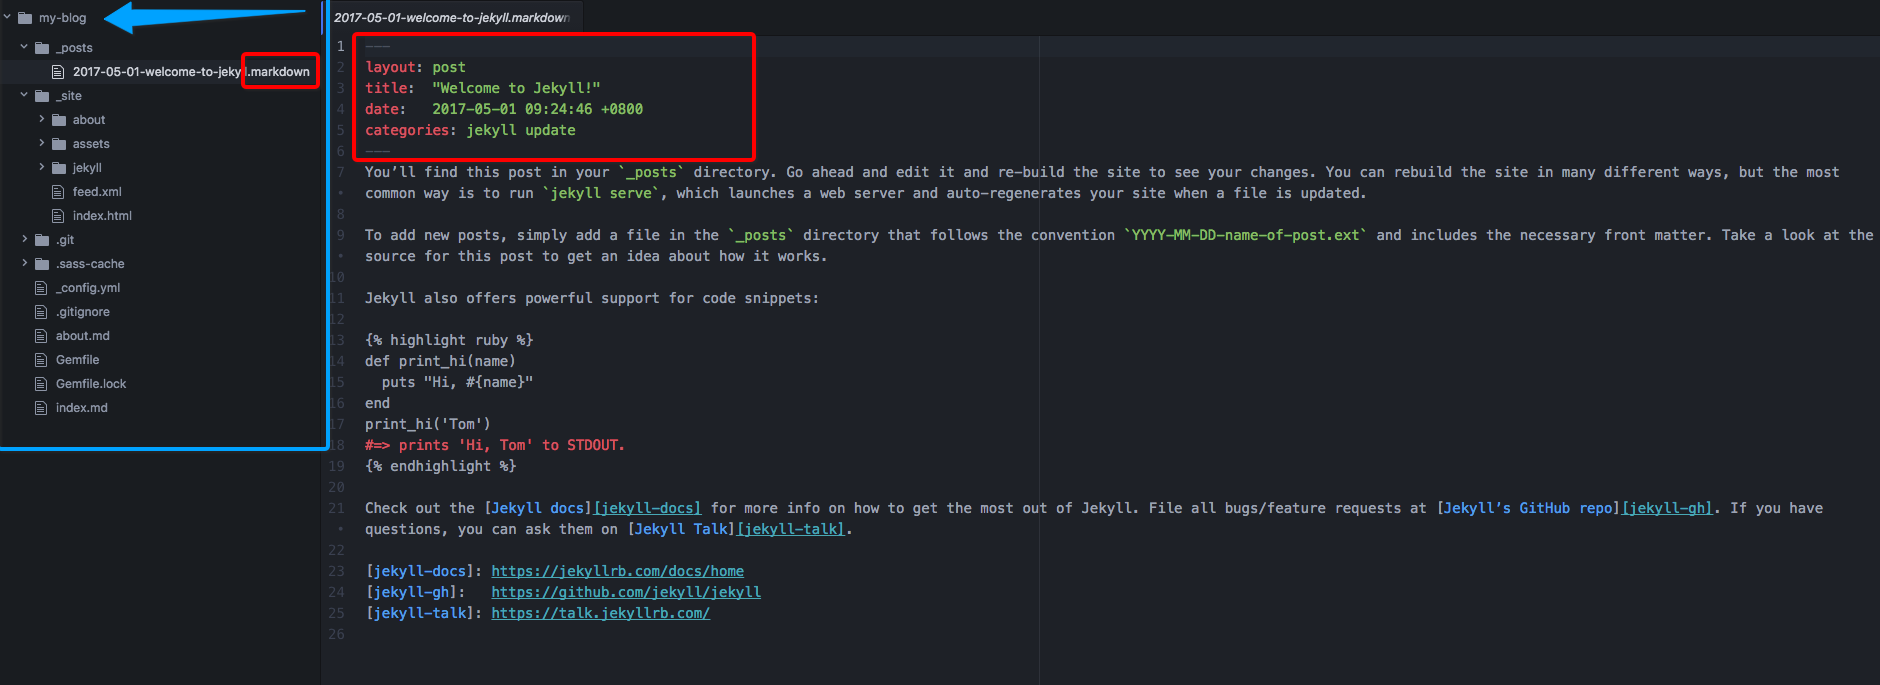 my-blog
_posts
2017-05-01-welcome-to-jekyll.markdown
_site
about
assets
jekyll
feed.xml
index.html
.git
.sass-cache
_config.yml
.gitignore
about.md
Gemfile
Gemfile.lock
index.md
2017-05-01-welcome-to-jekyll.markdown
1 ---
2 layout: post
3 title:  "Welcome to Jekyll!"
4 date:   2017-05-01 09:24:46 +0800
5 categories: jekyll update
6 ---
7 You’ll find this post in your `_posts` directory. Go ahead and edit it and re-build the site to see your changes. You can rebuild the site in many different ways, but the most
• common way is to run `jekyll serve`, which launches a web server and auto-regenerates your site when a file is updated.
8
9 To add new posts, simply add a file in the `_posts` directory that follows the convention `YYYY-MM-DD-name-of-post.ext` and includes the necessary front matter. Take a look at the
• source for this post to get an idea about how it works.
10
11 Jekyll also offers powerful support for code snippets:
12
13 {% highlight ruby %}
14 def print_hi(name)
15   puts "Hi, #{name}"
16 end
17 print_hi('Tom')
18 #=> prints 'Hi, Tom' to STDOUT.
19 {% endhighlight %}
20
21 Check out the [Jekyll docs][jekyll-docs] for more info on how to get the most out of Jekyll. File all bugs/feature requests at [Jekyll’s GitHub repo][jekyll-gh]. If you have
• questions, you can ask them on [Jekyll Talk][jekyll-talk].
22
23 [jekyll-docs]: https://jekyllrb.com/docs/home
24 [jekyll-gh]:   https://github.com/jekyll/jekyll
25 [jekyll-talk]: https://talk.jekyllrb.com/
26